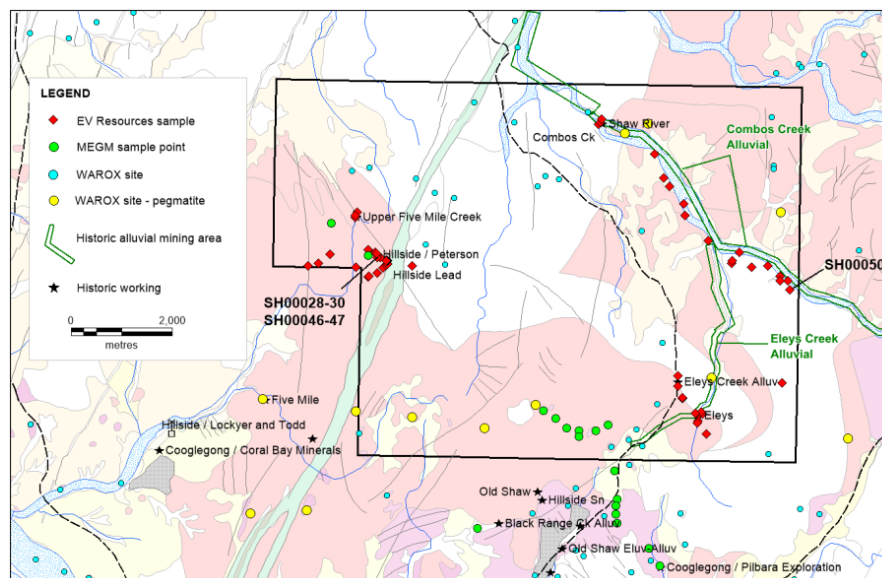 LEGEND
EV Resources sample
MEGM sample point
WAROX site
WAROX site - pegmatite
Historic alluvial mining area
Historic working
0 2,000
metres
Shaw River
Combos Ck
Combos Creek
Alluvial
Upper Five Mile Creek
Hillside / Peterson
Hillside Lead
SH00050
SH00028-30
SH00046-47
Eleys Creek
Alluvial
Eleys Creek Alluv
Five Mile
Eleys
Hillside / Lockyer and Todd
Cooglegong / Coral Bay Minerals
Old Shaw
Hillside Sn
Black Range Ck Alluv
Old Shaw Eluv Alluv
Cooglegong / Pilbara Exploration